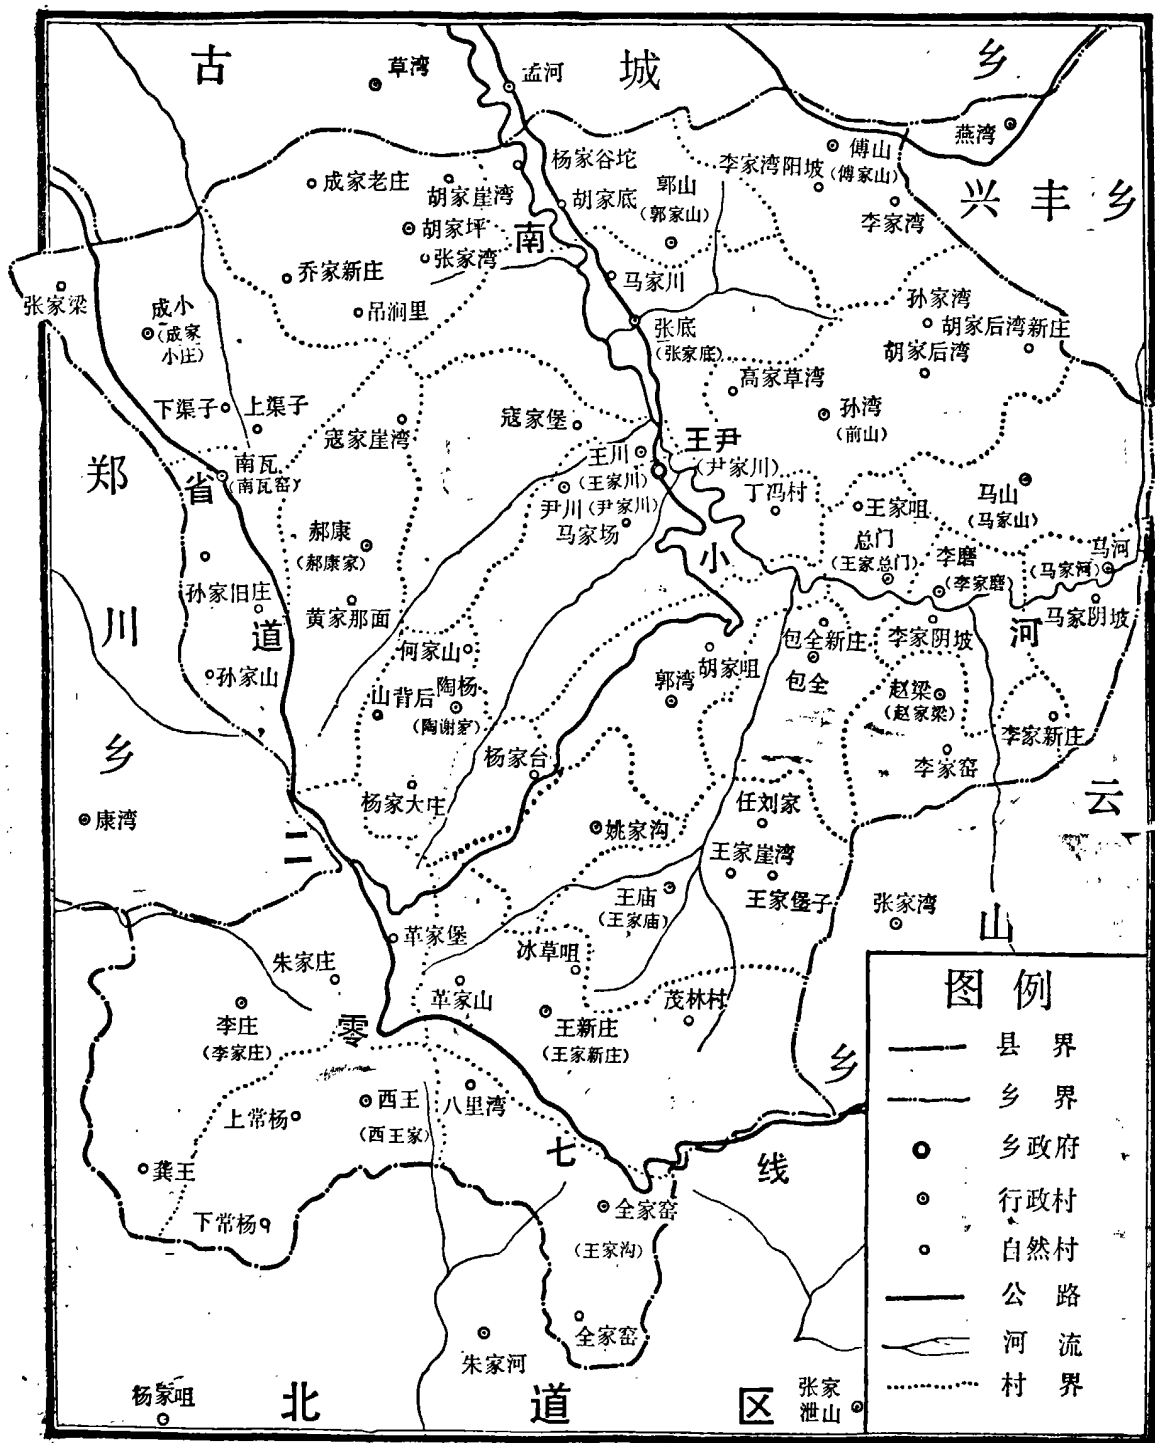 古
城
乡
草湾
孟河
燕湾
杨家谷坨
李家湾阳坡
傅山
(傅家山)
兴丰乡
成家老庄
胡家崖湾
胡家底
郭山
(郭家山)
李家湾
胡家坪
南
张家湾
乔家新庄
马家川
张家梁
成小
(成家
小庄)
吊涧里
张底
(张家底)
孙家湾
胡家后湾新庄
胡家后湾
高家草湾
下渠子
上渠子
寇家崖湾
寇家堡
孙湾
(前山)
王尹
(尹家川)
郑
川
乡
省
道
二
零
七
线
南瓦
(南瓦窑)
王川
(王家川)
尹川(尹家川)
马家场
丁冯村
王家咀
马山
(马家山)
郝康
(郝康家)
小
河
总门
(王家总门)
李磨
(李家磨)
马河
(马家河)
马家阴坡
孙家旧庄
黄家那面
何家山
包全新庄
李家阴坡
孙家山
山背后
陶杨
(陶谢家)
郭湾
胡家咀
包全
赵梁
(赵家梁)
李家新庄
杨家台
李家窑
康湾
杨家大庄
姚家沟
任刘家
王家崖湾
王家堡子
云
山
乡
王庙
(王家庙)
张家湾
革家堡
冰草咀
朱家庄
革家山
茂林村
李庄
(李家庄)
王新庄
(王家新庄)
西王
(西王家)
八里湾
上常杨
龚王
下常杨
全家窑
(王家沟)
全家窑
朱家河
杨家咀
北道区
张家
泄山
图例
县界
乡界
乡政府
行政村
自然村
公路
河流
村界